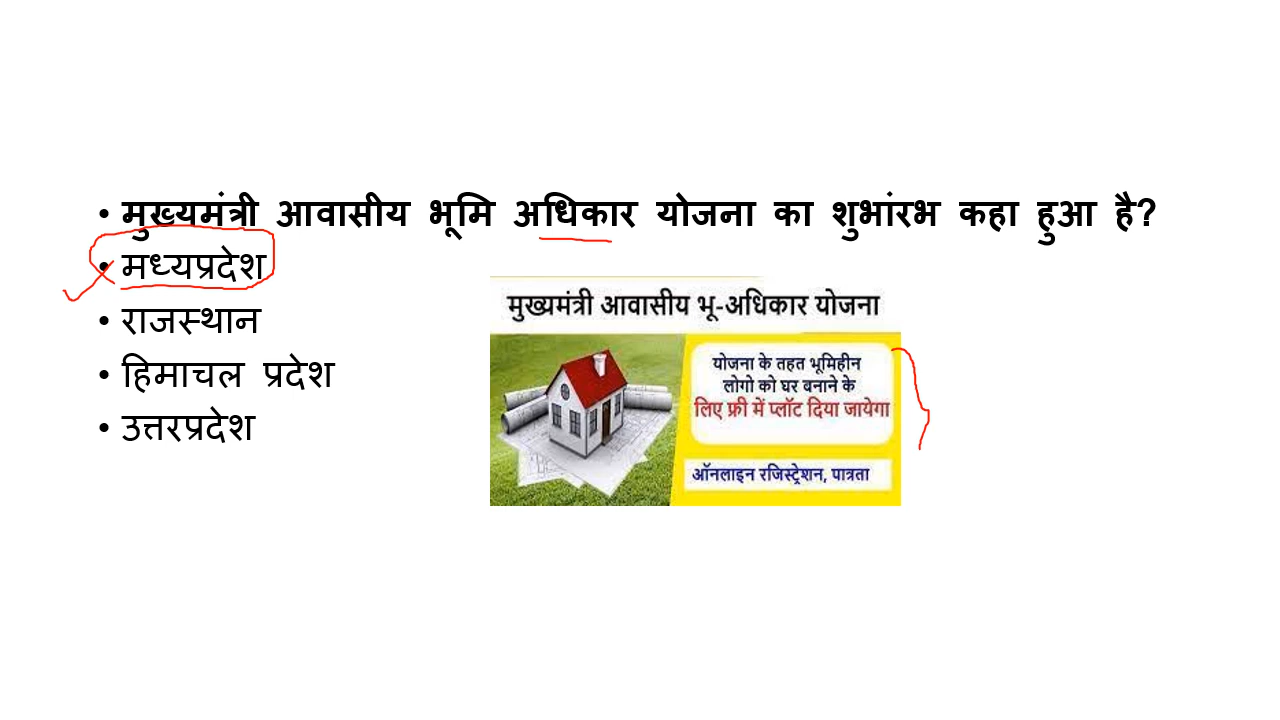 • मुख्यमंत्री आवासीय भूमि अधिकार योजना का शुभांरभ कहा हुआ है?
• मध्यप्रदेश
• राजस्थान
• हिमाचल प्रदेश
• उत्तरप्रदेश
मुख्यमंत्री आवासीय भू-अधिकार योजना
योजना के तहत भूमिहीन
लोगो को घर बनाने के
लिए फ्री में प्लॉट दिया जायेगा
ऑनलाइन रजिस्ट्रेशन, पात्रता